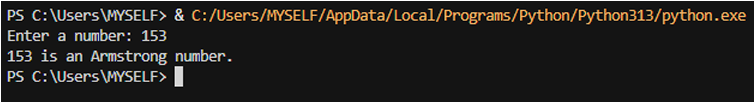 PS C:\Users\MYSELF> & C:/Users/MYSELF/AppData/Local/Programs/Python/Python313/python.exe
Enter a number: 153
153 is an Armstrong number.
PS C:\Users\MYSELF>